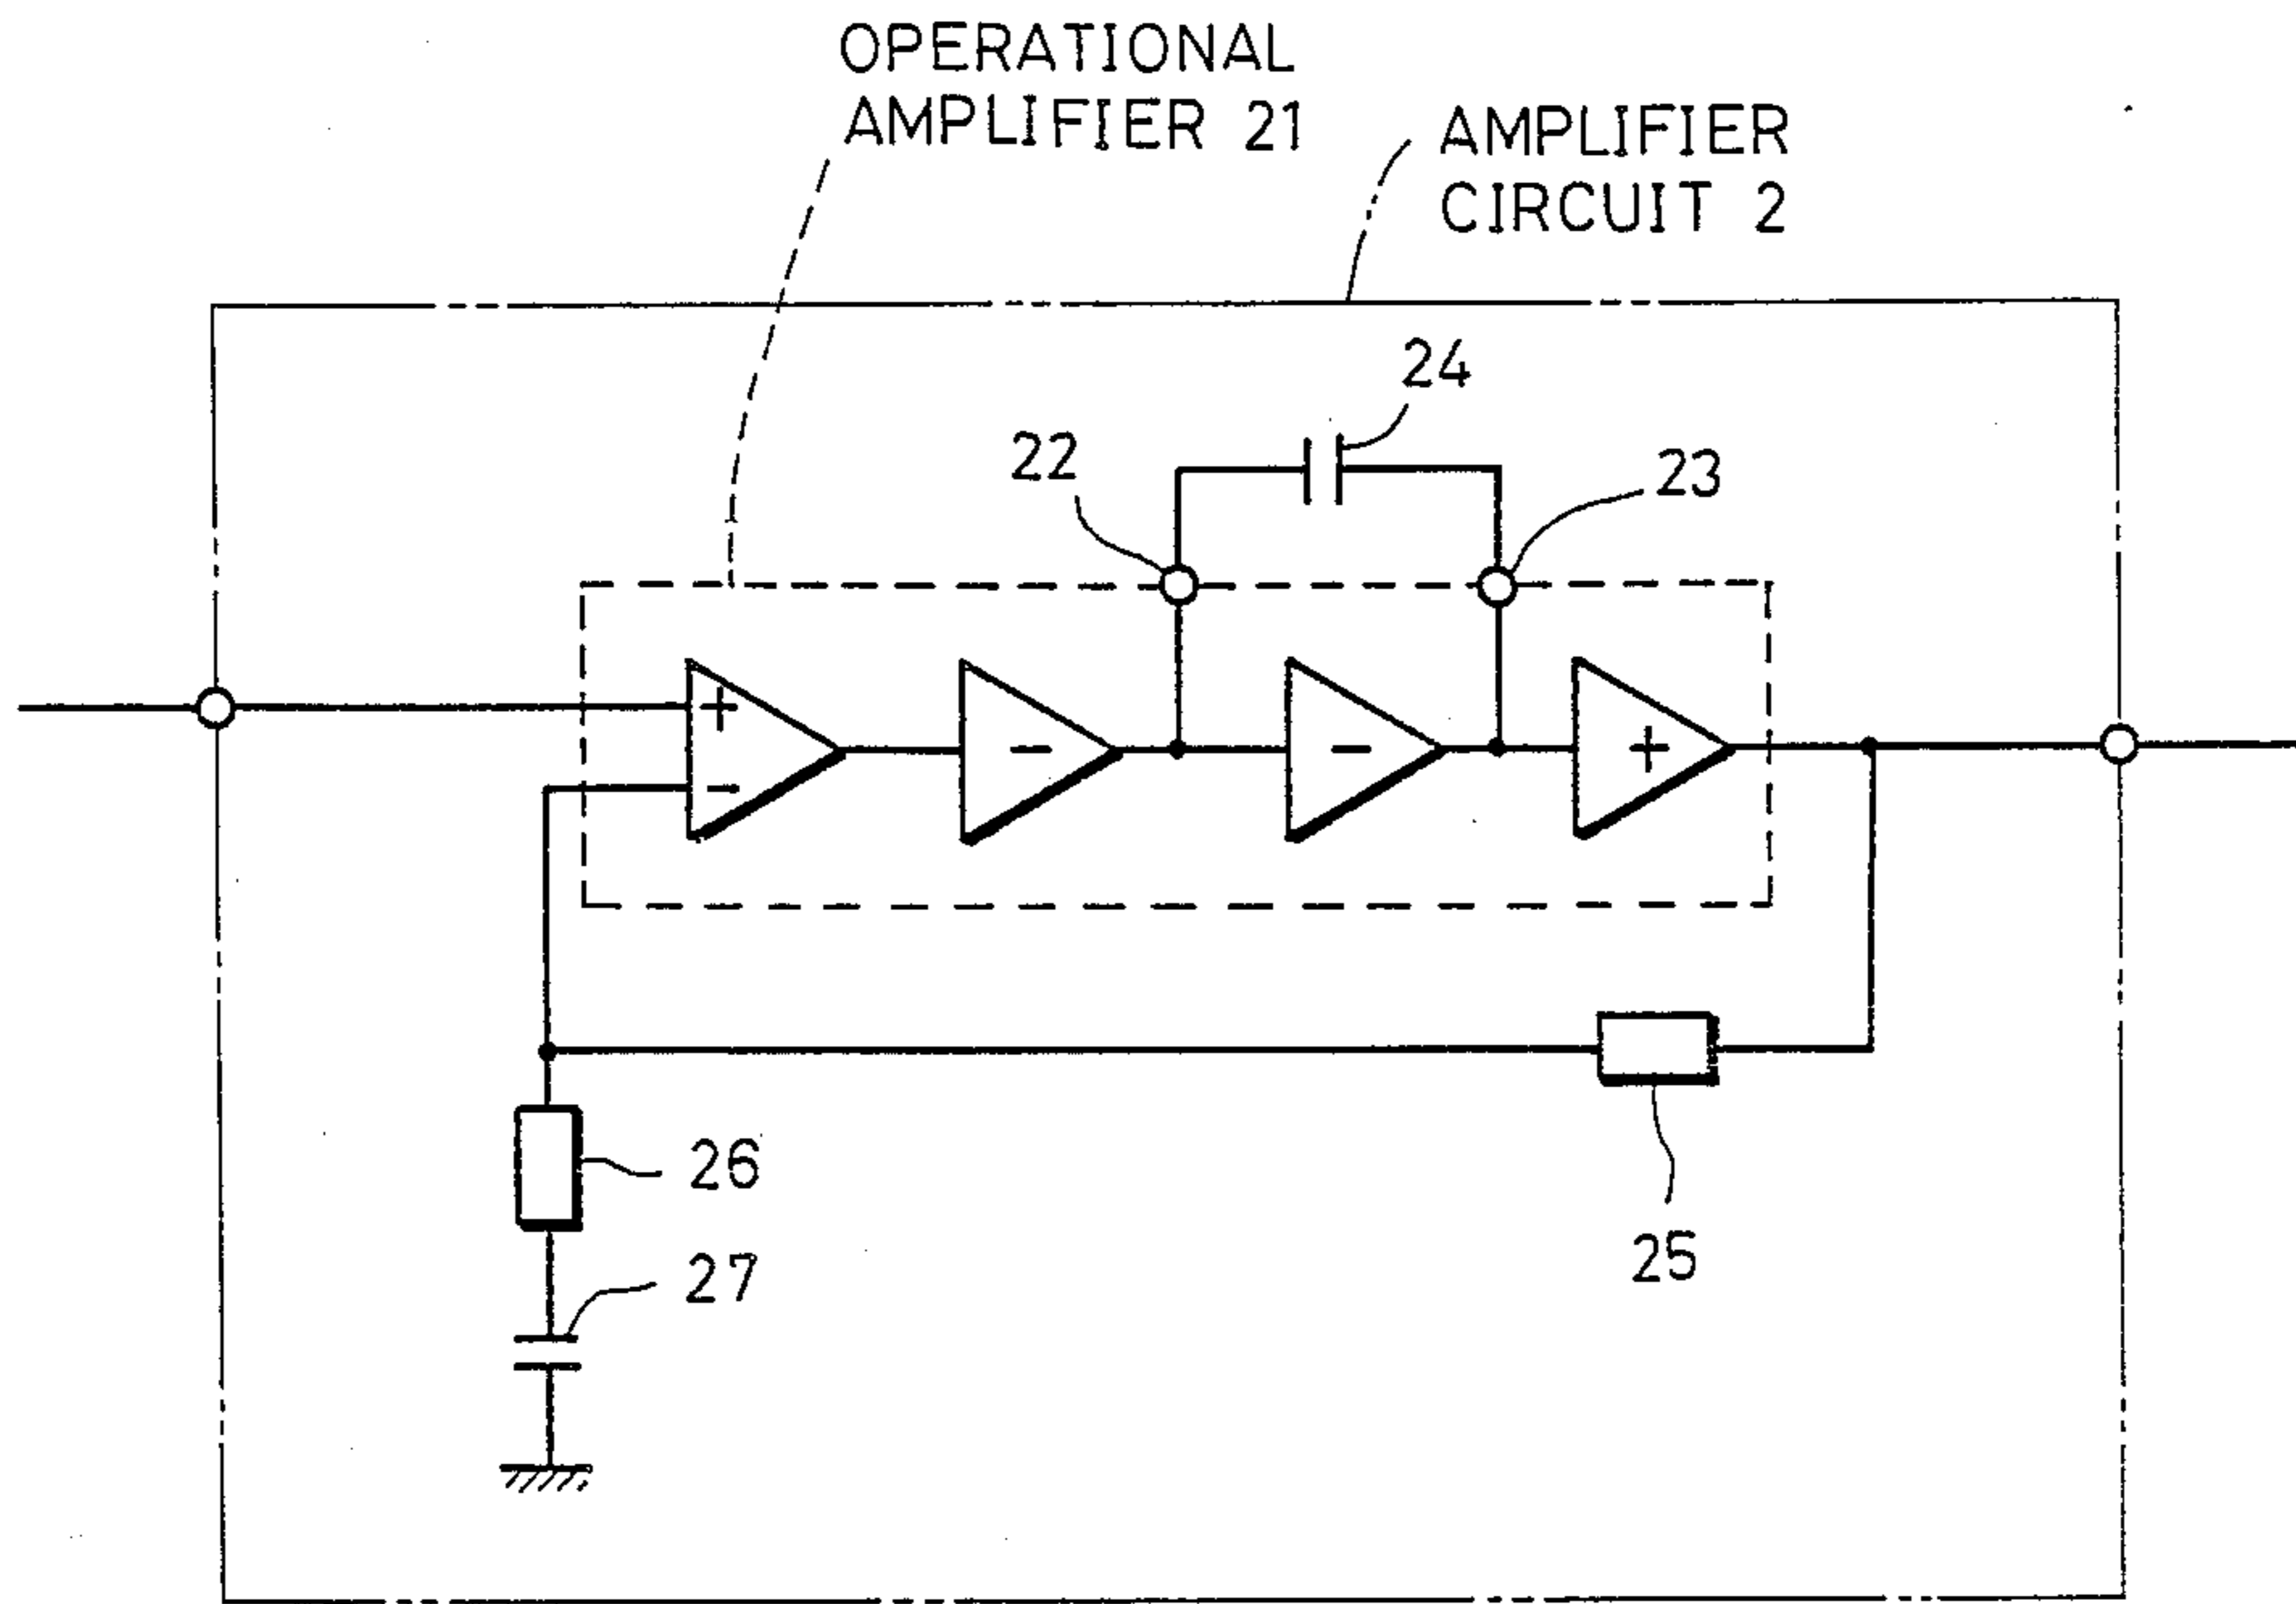 OPERATIONAL
AMPLIFIER 21
AMPLIFIER
CIRCUIT 2
24
22
23
+
-
-
-
+
26
25
27